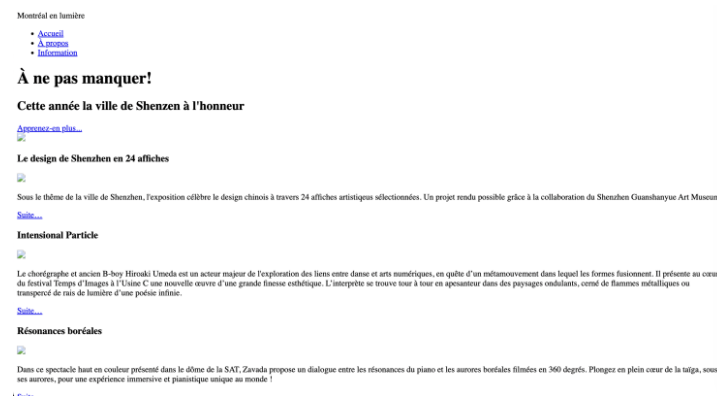 Montréal en lumière
Accueil
À propos
Information
À ne pas manquer!
Cette année la ville de Shenzen à l'honneur
Apprenez-en plus...
Le design de Shenzhen en 24 affiches
Sous le thème de la ville de Shenzhen, l'exposition célèbre le design chinois à travers 24 affiches artistiqeus sélectionnées. Un projet rendu possible grâce à la collaboration du Shenzhen Guanshanyue Art Museum
Suite…
Intensional Particle
Le chorégraphe et ancien B-boy Hiroaki Umeda est un acteur majeur de l'exploration des liens entre danse et arts numériques, en quête d'un métamouvement dans lequel les formes fusionnent. Il présente au cœur
du festival Temps d'Images à l'Usine C une nouvelle œuvre d'une grande finesse esthétique. L'interprète se trouve tour à tour en apesanteur dans des paysages ondulants, cerné de flammes métalliques ou
transpercé de rais de lumière d'une poésie infinie.
Suite…
Résonances boréales
Dans ce spectacle haut en couleur présenté dans le dôme de la SAT, Zavada propose un dialogue entre les résonances du piano et les aurores boréales filmées en 360 degrés. Plongez en plein cœur de la taïga, sous
ses aurores, pour une expérience immersive et pianistique unique au monde !
Suite